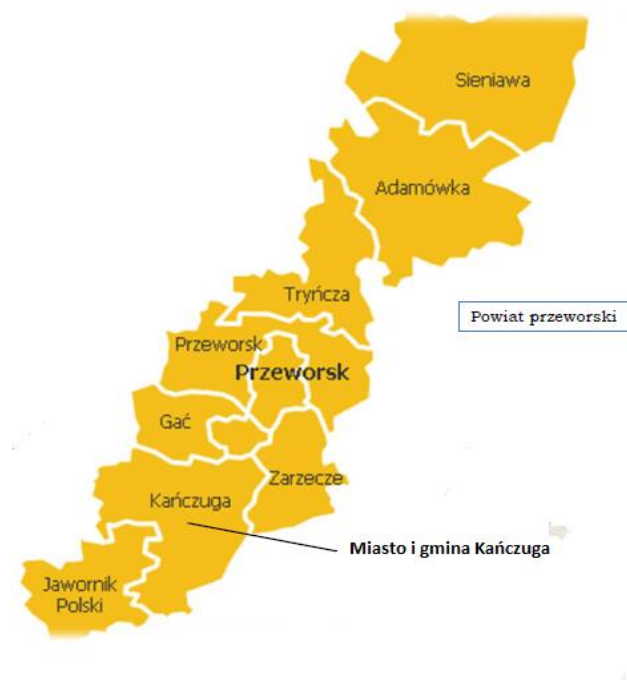 Sieniawa
Adamówka
Tryńcza
Powiat przeworski
Przeworsk
Przeworsk
Gać
Zarzecze
Kańczuga
Miasto i gmina Kańczuga
Jawornik
Polski